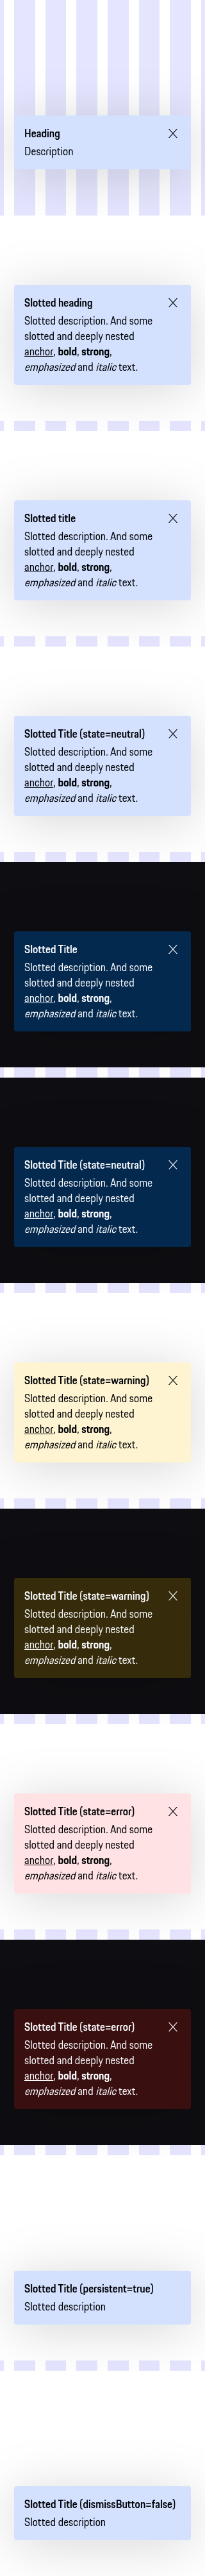 Heading
Description
Slotted heading
Slotted description. And some
slotted and deeply nested
anchor, bold, strong,
emphasized and italic text.
Slotted title
Slotted description. And some
slotted and deeply nested
anchor, bold, strong,
emphasized and italic text.
Slotted Title (state=neutral)
Slotted description. And some
slotted and deeply nested
anchor, bold, strong,
emphasized and italic text.
Slotted Title
Slotted description. And some
slotted and deeply nested
anchor, bold, strong,
emphasized and italic text.
Slotted Title (state=neutral)
Slotted description. And some
slotted and deeply nested
anchor, bold, strong,
emphasized and italic text.
Slotted Title (state=warning)
Slotted description. And some
slotted and deeply nested
anchor, bold, strong,
emphasized and italic text.
Slotted Title (state=warning)
Slotted description. And some
slotted and deeply nested
anchor, bold, strong,
emphasized and italic text.
Slotted Title (state=error)
Slotted description. And some
slotted and deeply nested
anchor, bold, strong,
emphasized and italic text.
Slotted Title (state=error)
Slotted description. And some
slotted and deeply nested
anchor, bold, strong,
emphasized and italic text.
Slotted Title (persistent=true)
Slotted description
Slotted Title (dismissButton=false)
Slotted description